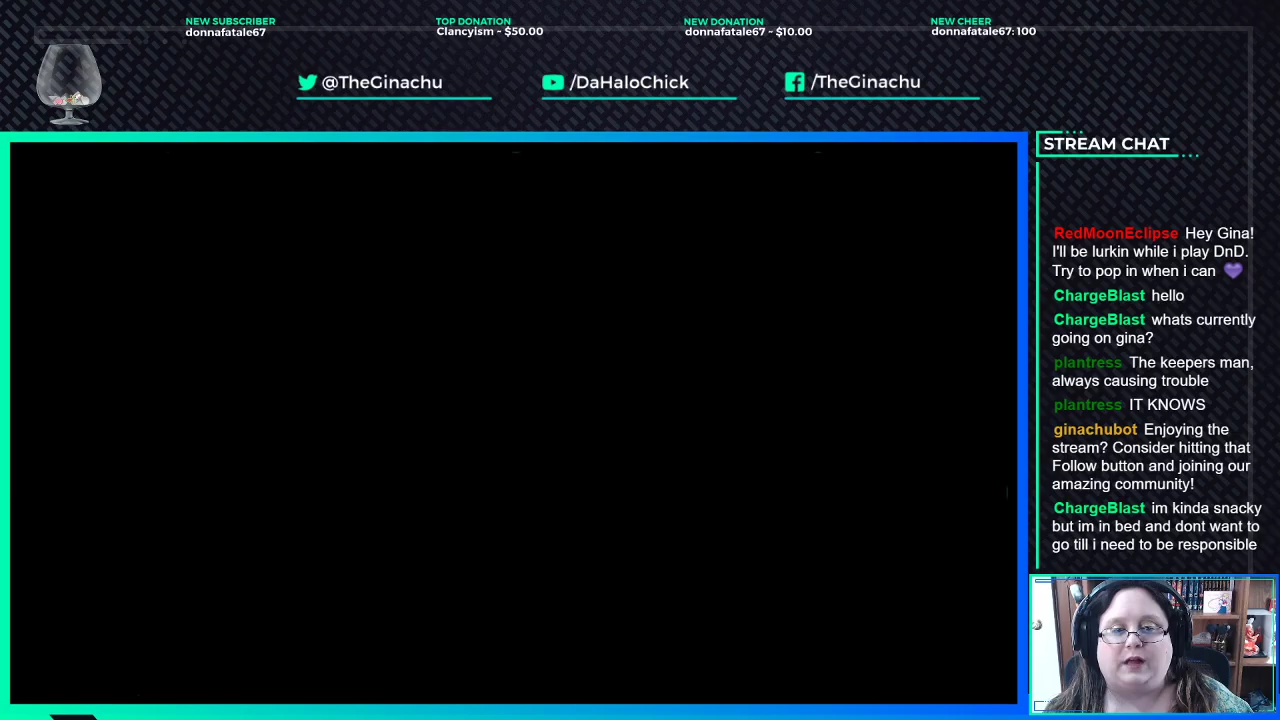 NEW SUBSCRIBER
donnafatale67
TOP DONATION
Clancyism - $50.00
NEW DONATION
donnafatale67 - $10.00
NEW CHEER
donnafatale67: 100
@TheGinachu
/DaHaloChick
/TheGinachu
STREAM CHAT
RedMoonEclipse Hey Gina!
I'll be lurkin while i play DnD.
Try to pop in when i can
ChargeBlast hello
ChargeBlast whats currently
going on gina?
plantress The keepers man,
always causing trouble
plantress IT KNOWS
ginachubot Enjoying the
stream? Consider hitting that
Follow button and joining our
amazing community!
ChargeBlast im kinda snacky
but im in bed and dont want to
go till i need to be responsible